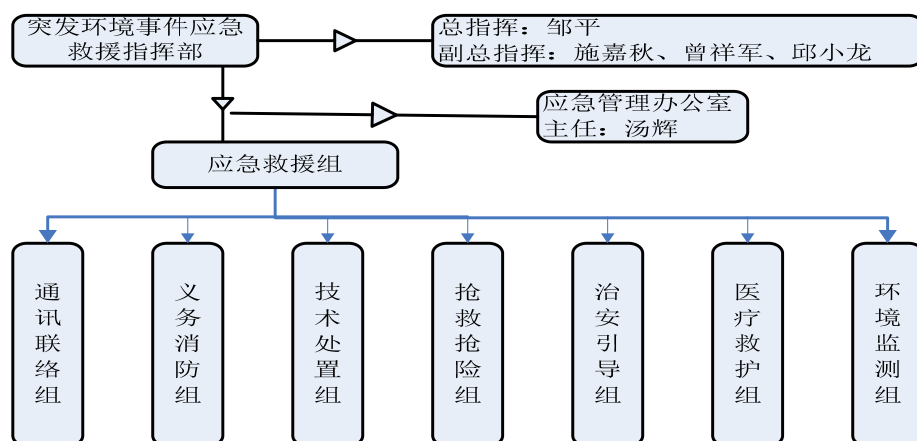 突发环境事件应急
救援指挥部
总指挥：邹平
副总指挥：施嘉秋、曾祥军、邱小龙
应急管理办公室
主任：汤辉
应急救援组
通讯联络组
义务消防组
技术处置组
抢救抢险组
治安引导组
医疗救护组
环境监测组